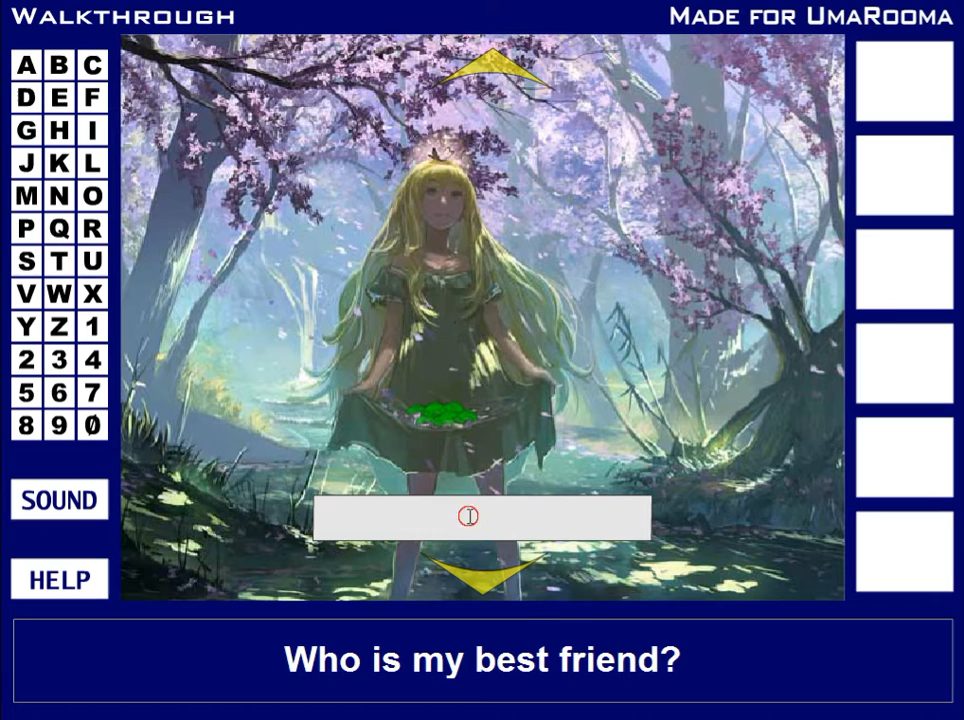 WALKTHROUGH
MADE FOR UMAROOMA
A B C
D E F
G H I
J K L
M N O
P Q R
S T U
V W X
Y Z 1
2 3 4
5 6 7
8 9 0
SOUND
HELP
Who is my best friend?